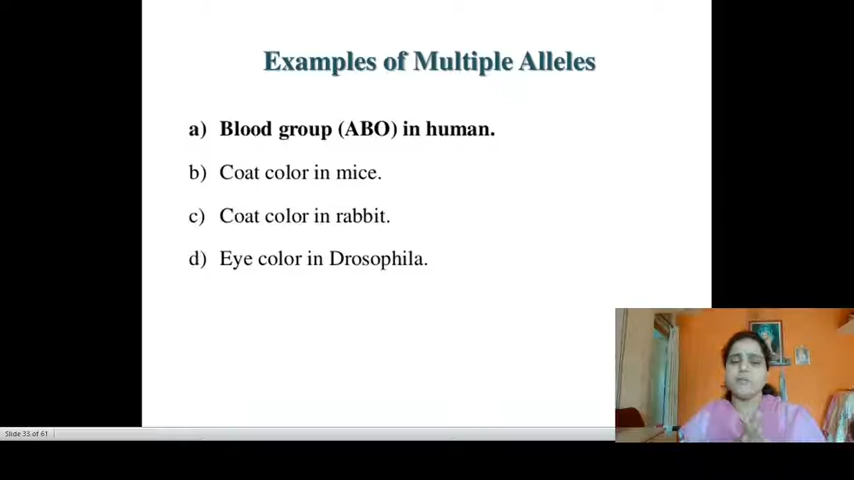 Examples of Multiple Alleles
a) Blood group (ABO) in human.
b) Coat color in mice.
c) Coat color in rabbit.
d) Eye color in Drosophila.
Slide 33 of 61